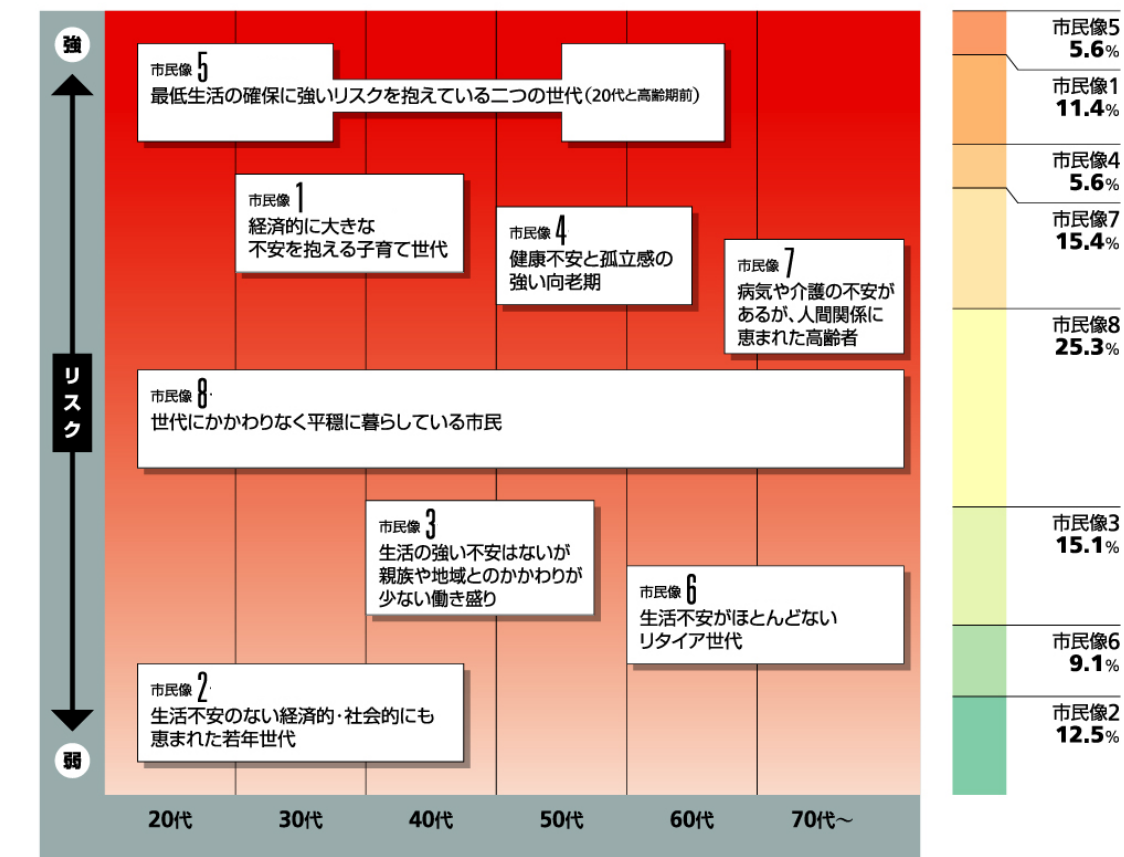 強
リスク
弱
市民像5
最低生活の確保に強いリスクを抱えている二つの世代（20代と高齢期前）
市民像1
経済的に大きな
不安を抱える子育て世代
市民像4
健康不安と孤立感の
強い向老期
市民像7
病気や介護の不安が
あるが、人間関係に
恵まれた高齢者
市民像8
世代にかかわりなく平穏に暮らしている市民
市民像3
生活の強い不安はないが
親族や地域とのかかわりが
少ない働き盛り
市民像6
生活不安がほとんどない
リタイア世代
市民像2
生活不安のない経済的・社会的にも
恵まれた若年世代
20代 30代 40代 50代 60代 70代～
市民像5
5.6%
市民像1
11.4%
市民像4
5.6%
市民像7
15.4%
市民像8
25.3%
市民像3
15.1%
市民像6
9.1%
市民像2
12.5%